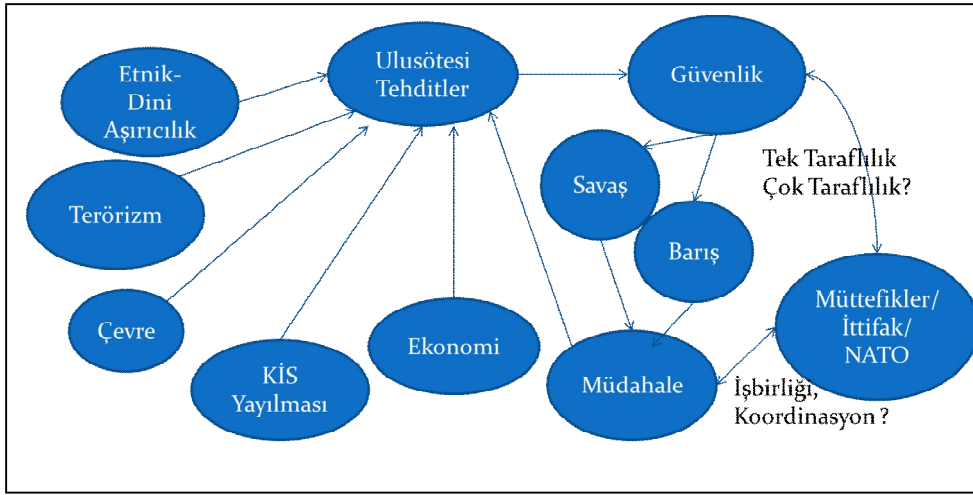 Etnik-
Dini
Aşırıcılık
Ulusötesi
Tehditler
Güvenlik
Tek Taraflılık
Çok Taraflılık?
Terörizm
Savaş
Barış
Çevre
KİS
Yayılması
Ekonomi
Müdahale
Müttefikler/
İttifak/
NATO
İşbirliği,
Koordinasyon ?